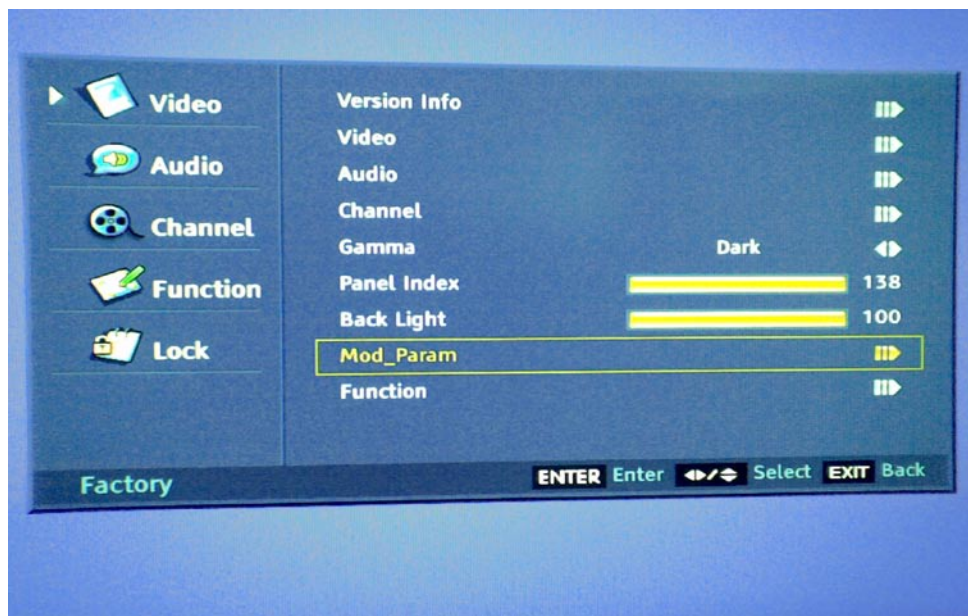 Video
Audio
Channel
Function
Lock
Version Info
Video
Audio
Channel
Gamma Dark
Panel Index 138
Back Light 100
Mod_Param
Function
Factory ENTER Enter Select EXIT Back